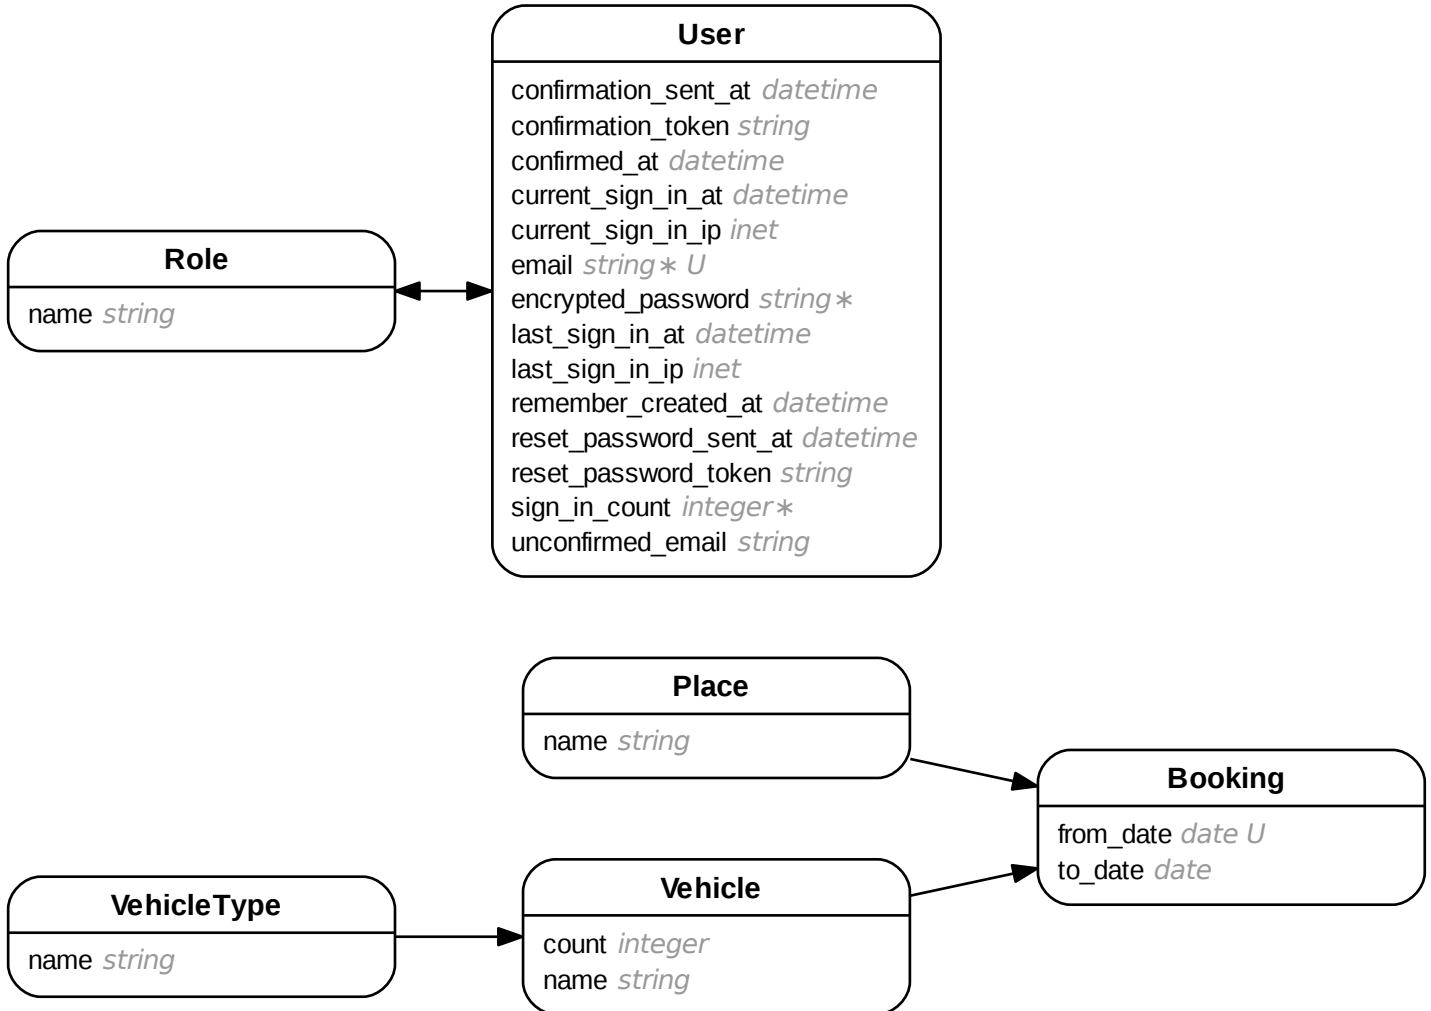 User
confirmation_sent_at datetime
confirmation_token string
confirmed_at datetime
current_sign_in_at datetime
current_sign_in_ip inet
email string∗ U
encrypted_password string∗
last_sign_in_at datetime
last_sign_in_ip inet
remember_created_at datetime
reset_password_sent_at datetime
reset_password_token string
sign_in_count integer∗
unconfirmed_email string
Role
name string
Place
name string
Booking
from_date date U
to_date date
VehicleType
name string
Vehicle
count integer
name string